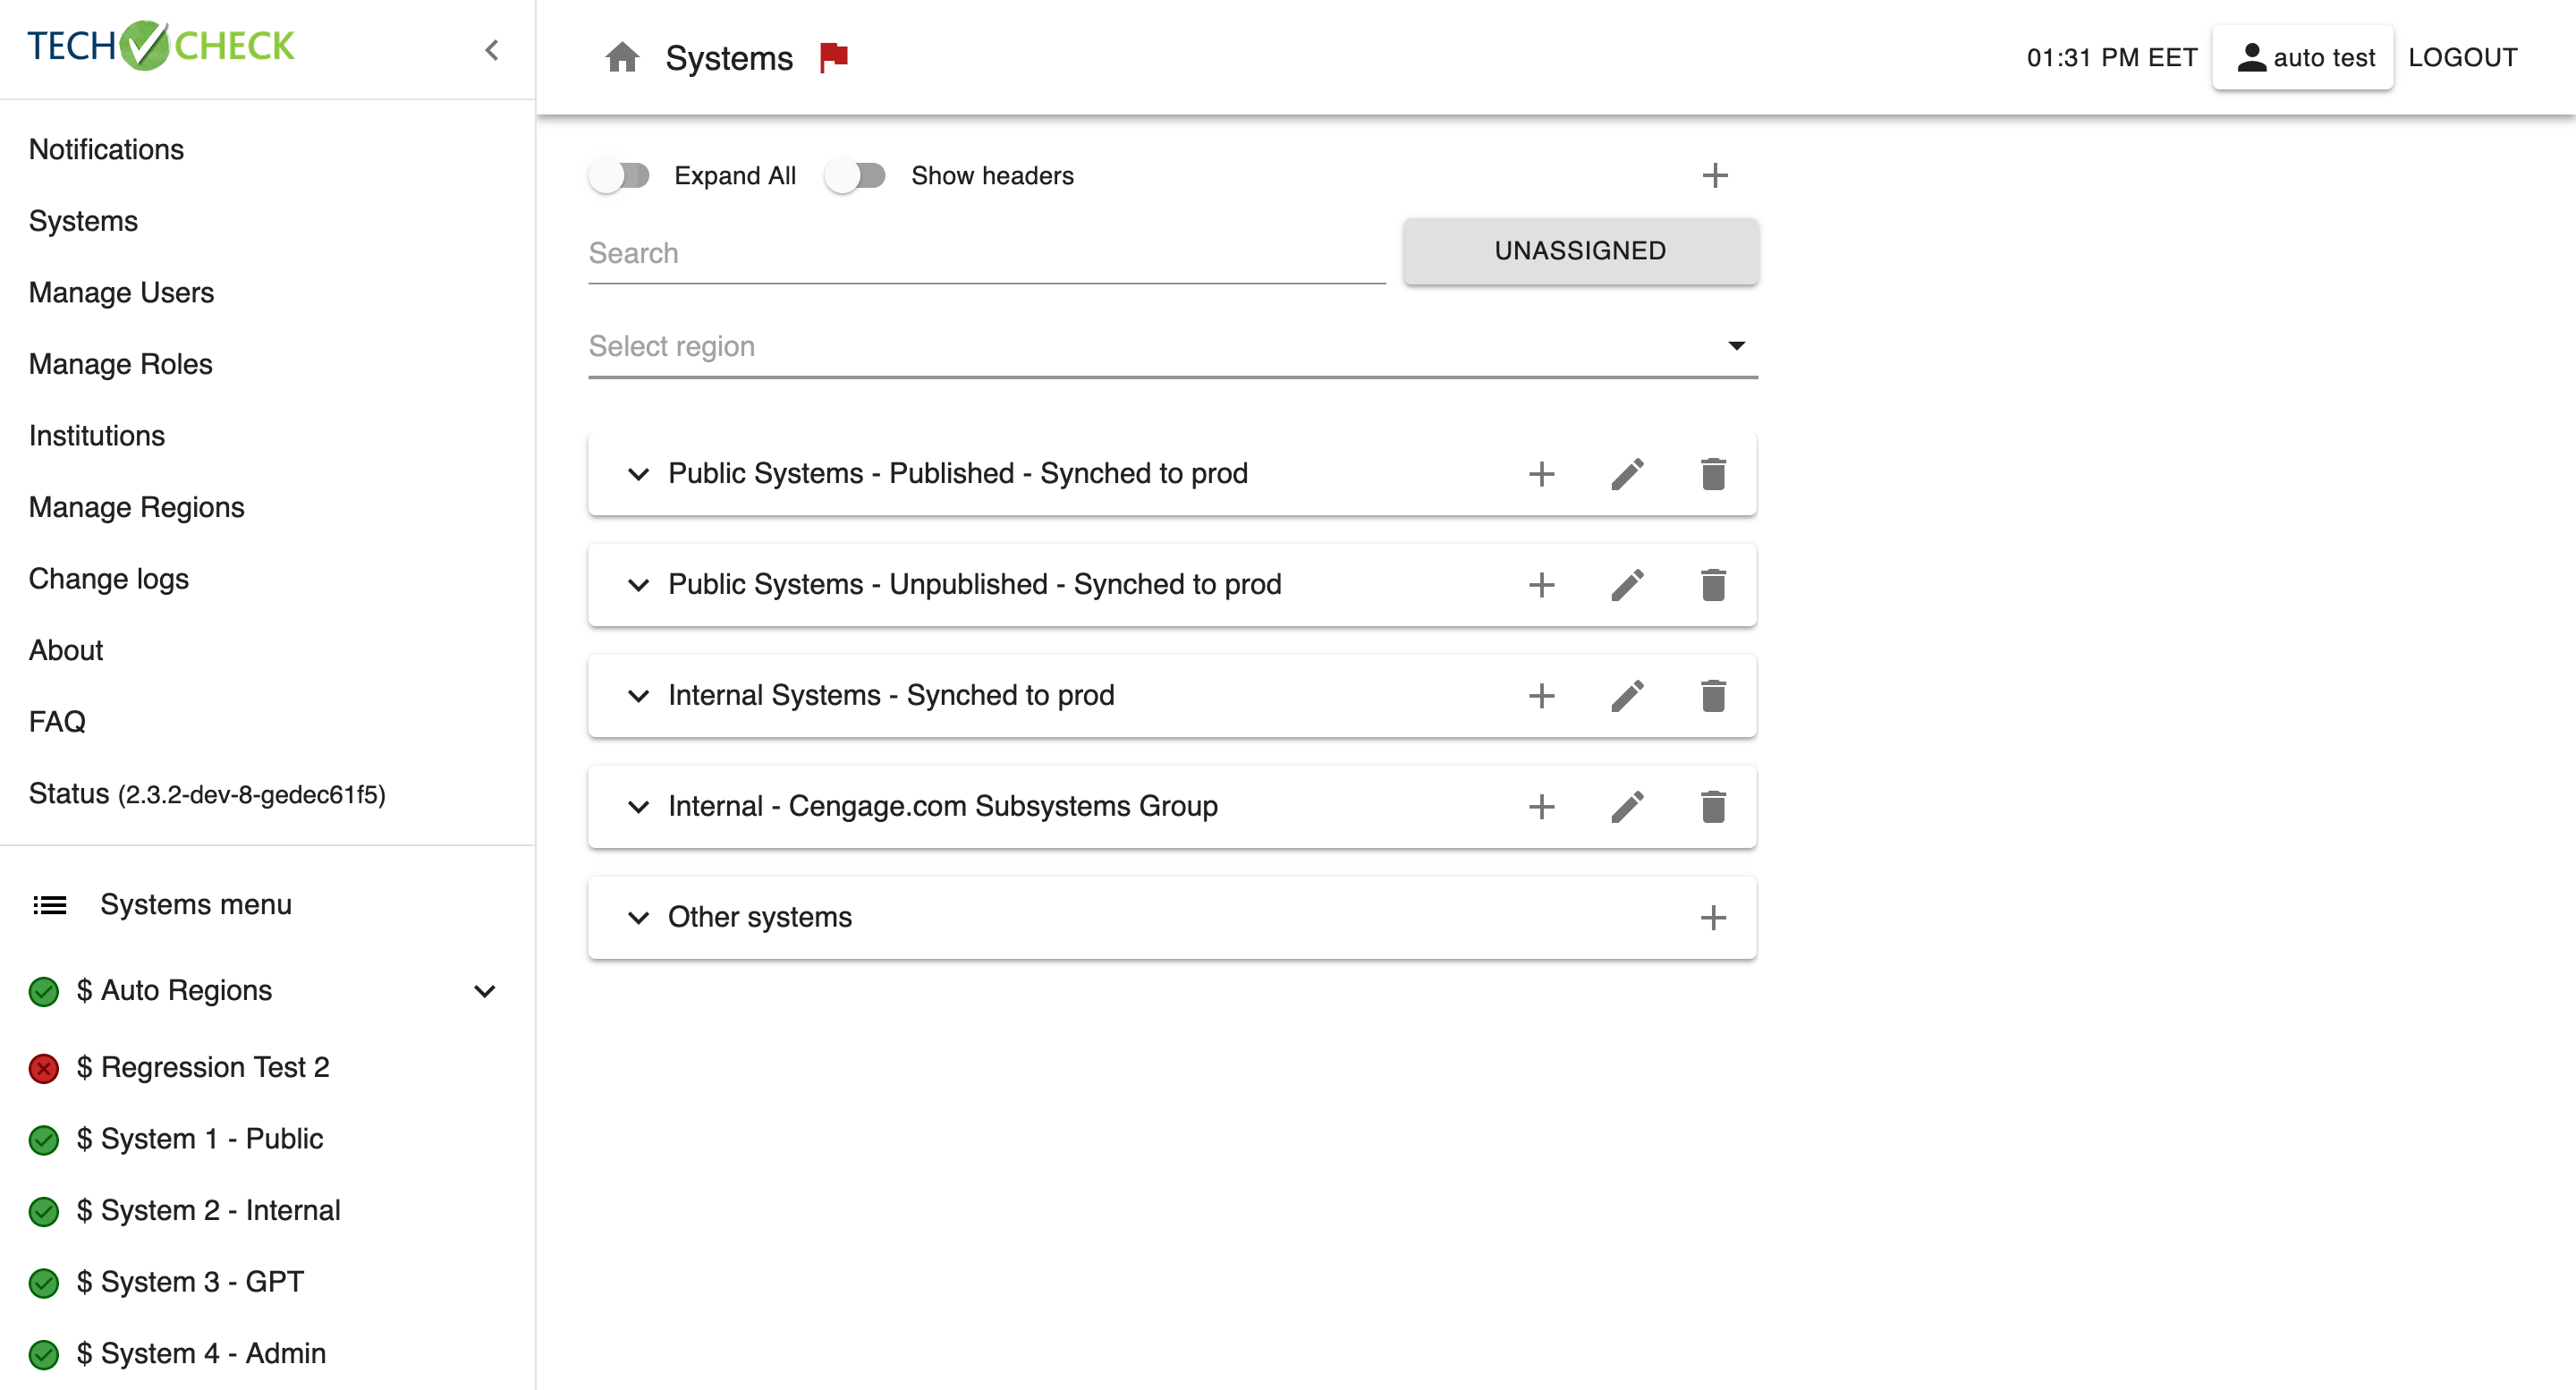 TECH CHECK
Systems
01:31 PM EET
auto test
LOGOUT
Notifications
Systems
Manage Users
Manage Roles
Institutions
Manage Regions
Change logs
About
FAQ
Status (2.3.2-dev-8-gedec61f5)
Systems menu
$ Auto Regions
$ Regression Test 2
$ System 1 - Public
$ System 2 - Internal
$ System 3 - GPT
$ System 4 - Admin
Expand All
Show headers
Search
UNASSIGNED
Select region
Public Systems - Published - Synched to prod
Public Systems - Unpublished - Synched to prod
Internal Systems - Synched to prod
Internal - Cengage.com Subsystems Group
Other systems